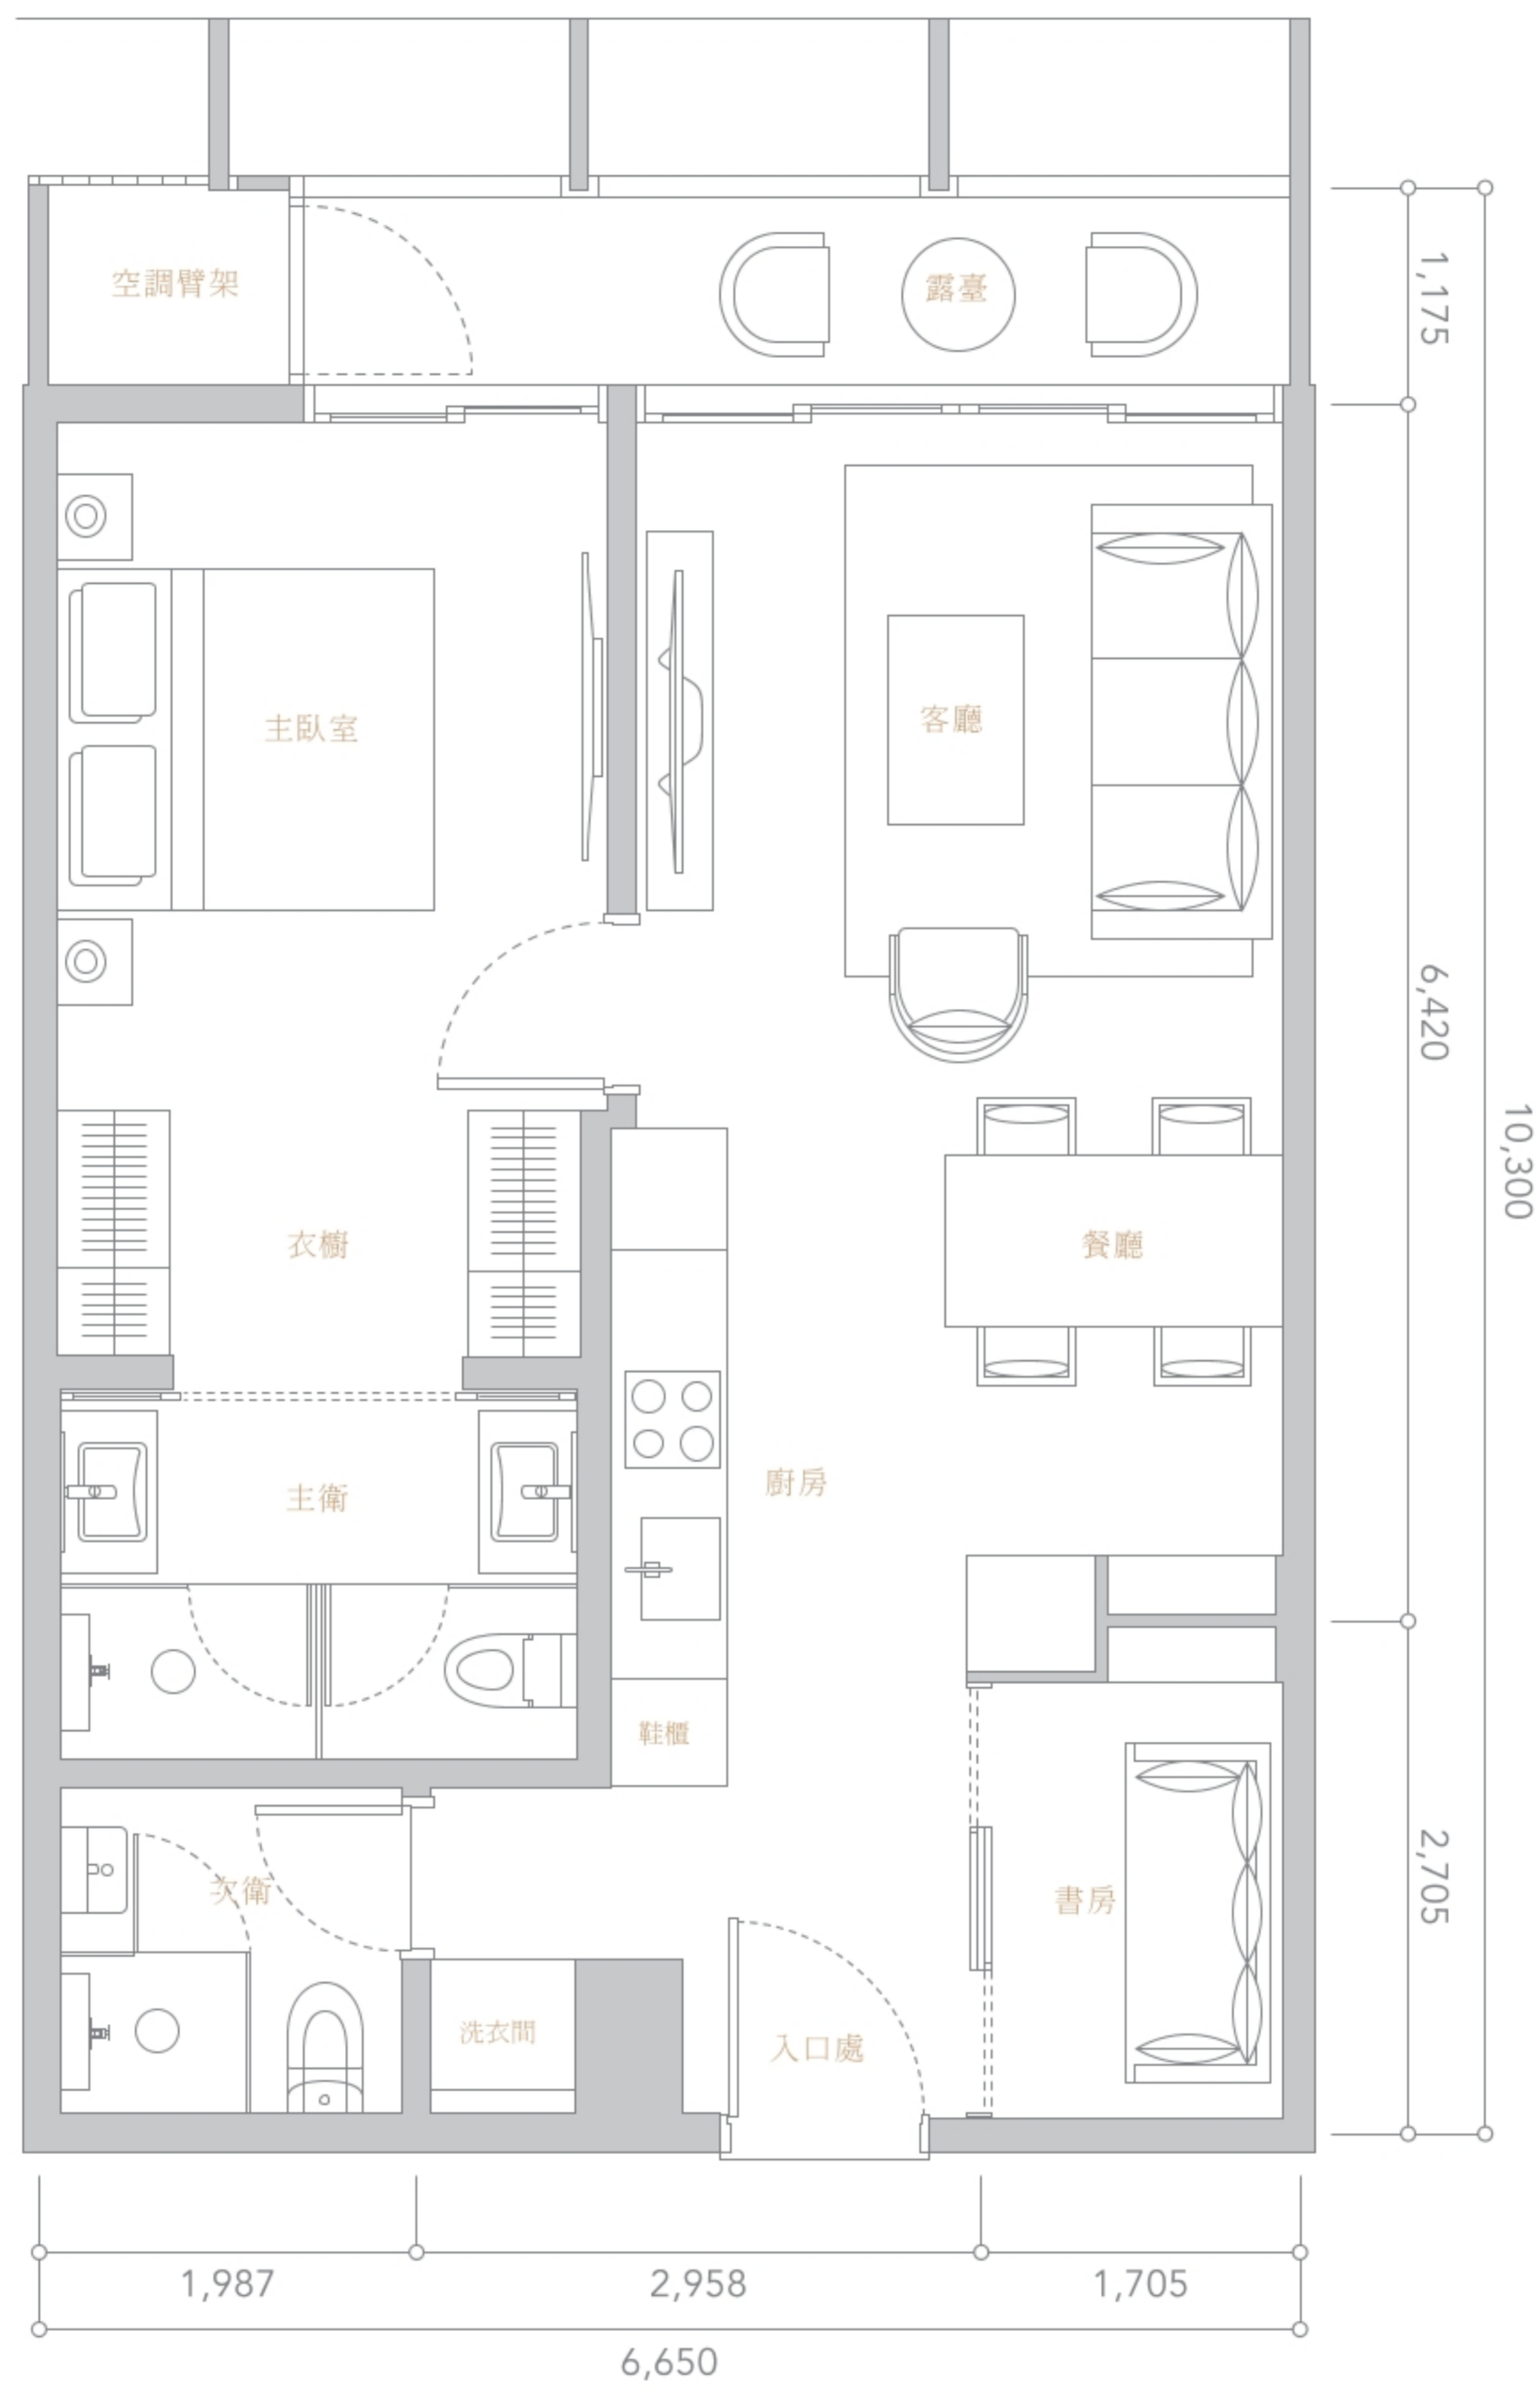 空調臂架
露臺
1,175
主臥室
客廳
6,420
10,300
衣櫥
餐廳
主衛
廚房
鞋櫃
次衛
書房
2,705
洗衣間
入口處
1,987
2,958
1,705
6,650